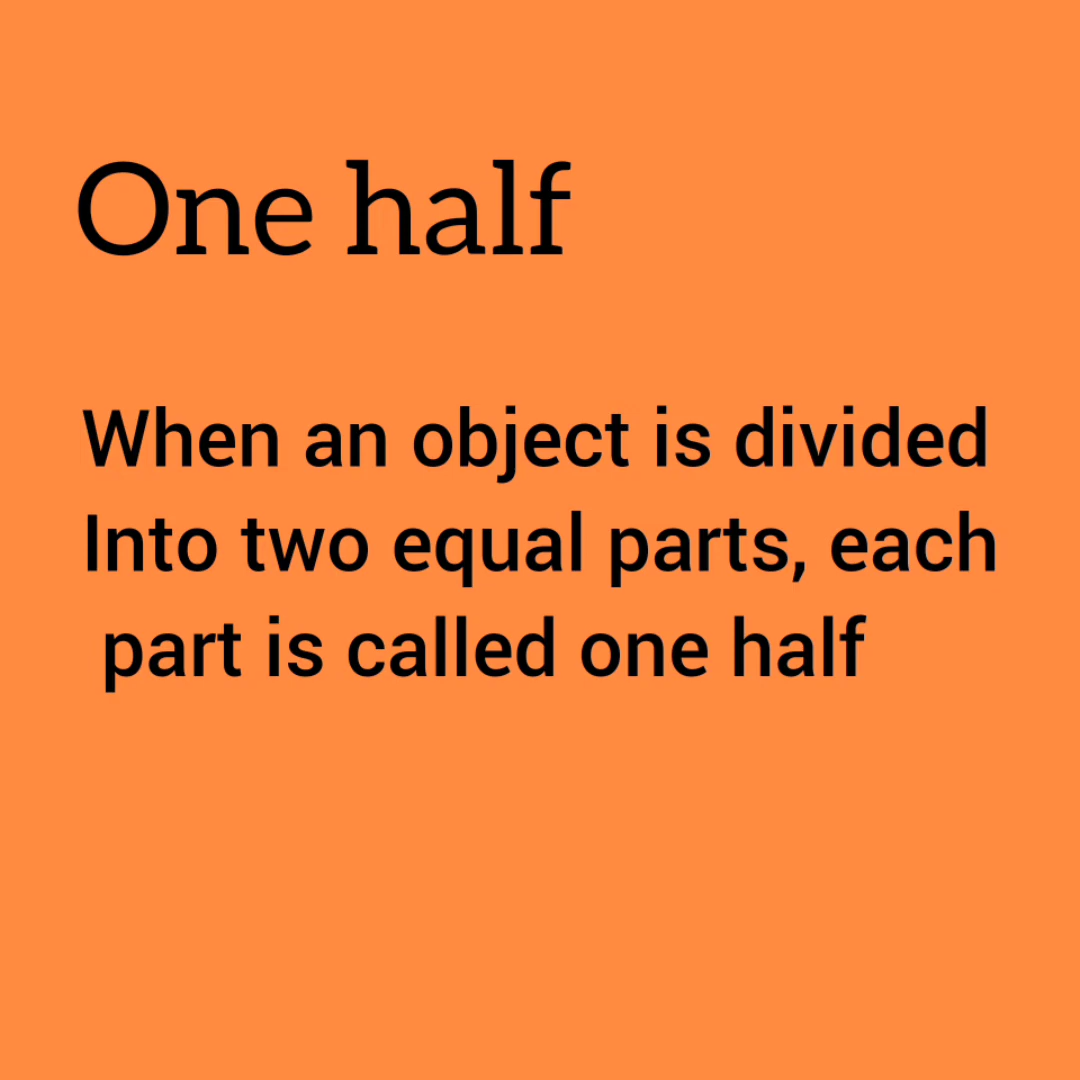 One half
When an object is divided
Into two equal parts, each
part is called one half